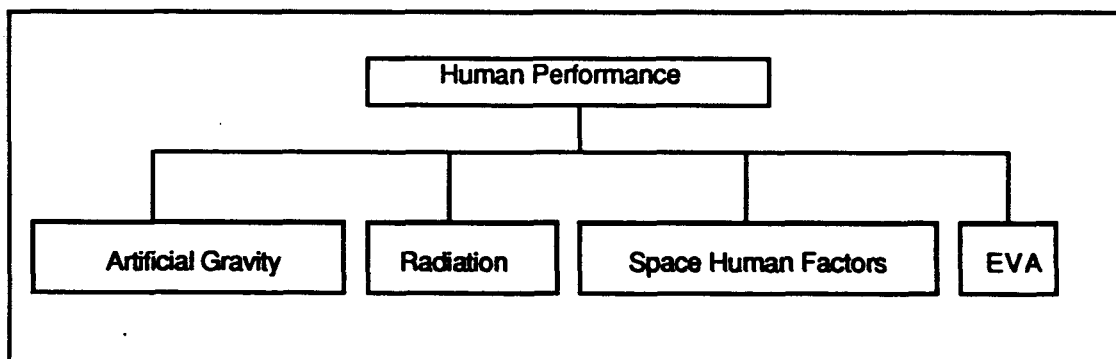 Human Performance
Artificial Gravity
Radiation
Space Human Factors
EVA